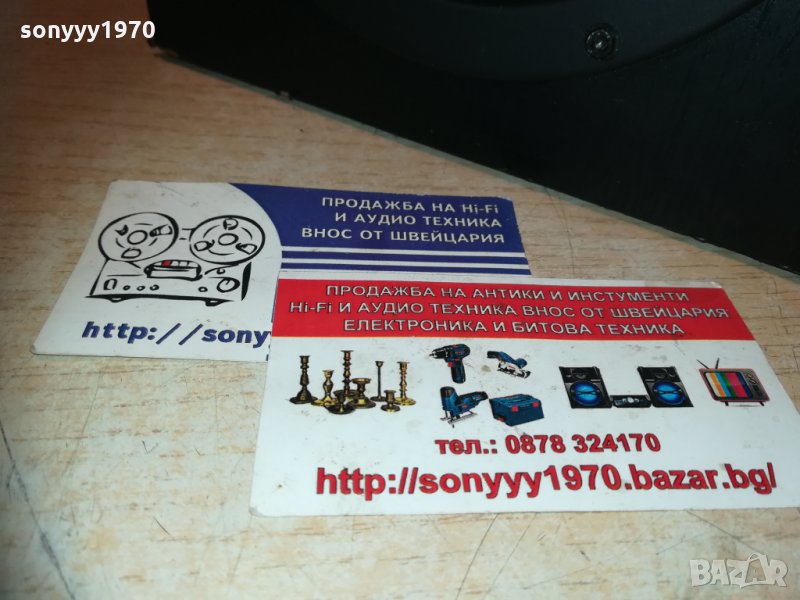 sonyyy1970
ПРОДАЖБА НА Hi-Fi
И АУДИО ТЕХНИКА
ВНОС ОТ ШВЕЙЦАРИЯ
http://sony
ПРОДАЖБА НА АНТИКИ И ИНСТУМЕНТИ
Hi-Fi И АУДИО ТЕХНИКА ВНОС ОТ ШВЕЙЦАРИЯ
ЕЛЕКТРОНИКА И БИТОВА ТЕХНИКА
тел.: 0878 324170
http://sonyyy1970.bazar.bg/
BAZAR